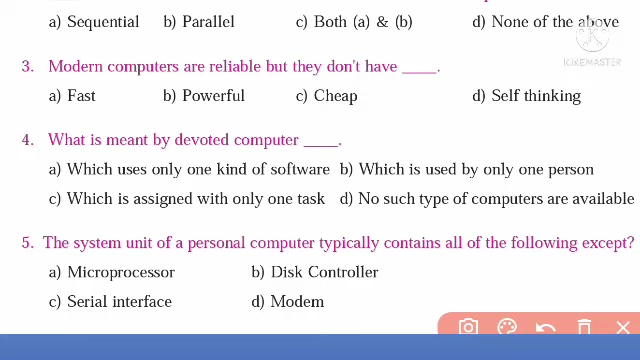 a) Sequential b) Parallel c) Both (a) & (b) d) None of the above
KINEMASTER
3. Modern computers are reliable but they don't have ____.
a) Fast b) Powerful c) Cheap d) Self thinking
4. What is meant by devoted computer ____.
a) Which uses only one kind of software b) Which is used by only one person
c) Which is assigned with only one task d) No such type of computers are available
5. The system unit of a personal computer typically contains all of the following except?
a) Microprocessor b) Disk Controller
c) Serial interface d) Modem